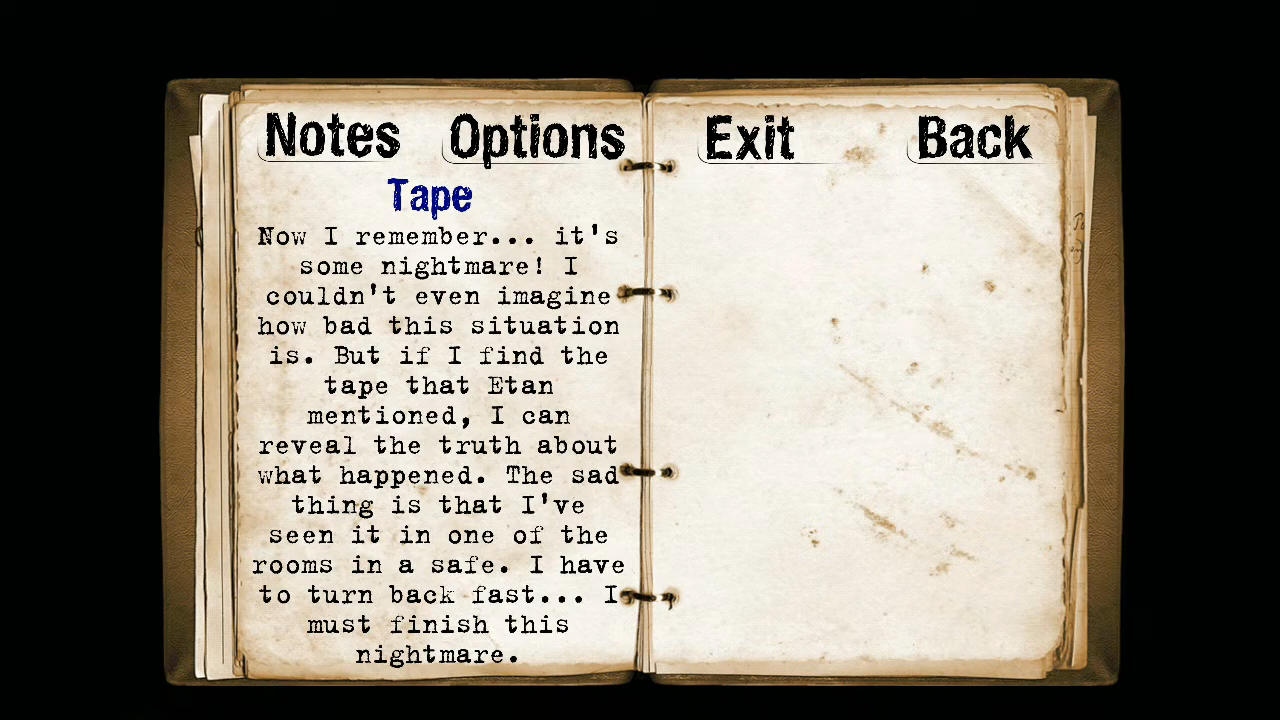 Notes Options Exit Back
Tape
Now I remember... it's
some nightmare! I
couldn't even imagine
how bad this situation
is. But if I find the
tape that Etan
mentioned, I can
reveal the truth about
what happened. The sad
thing is that I've
seen it in one of the
rooms in a safe. I have
to turn back fast... I
must finish this
nightmare.